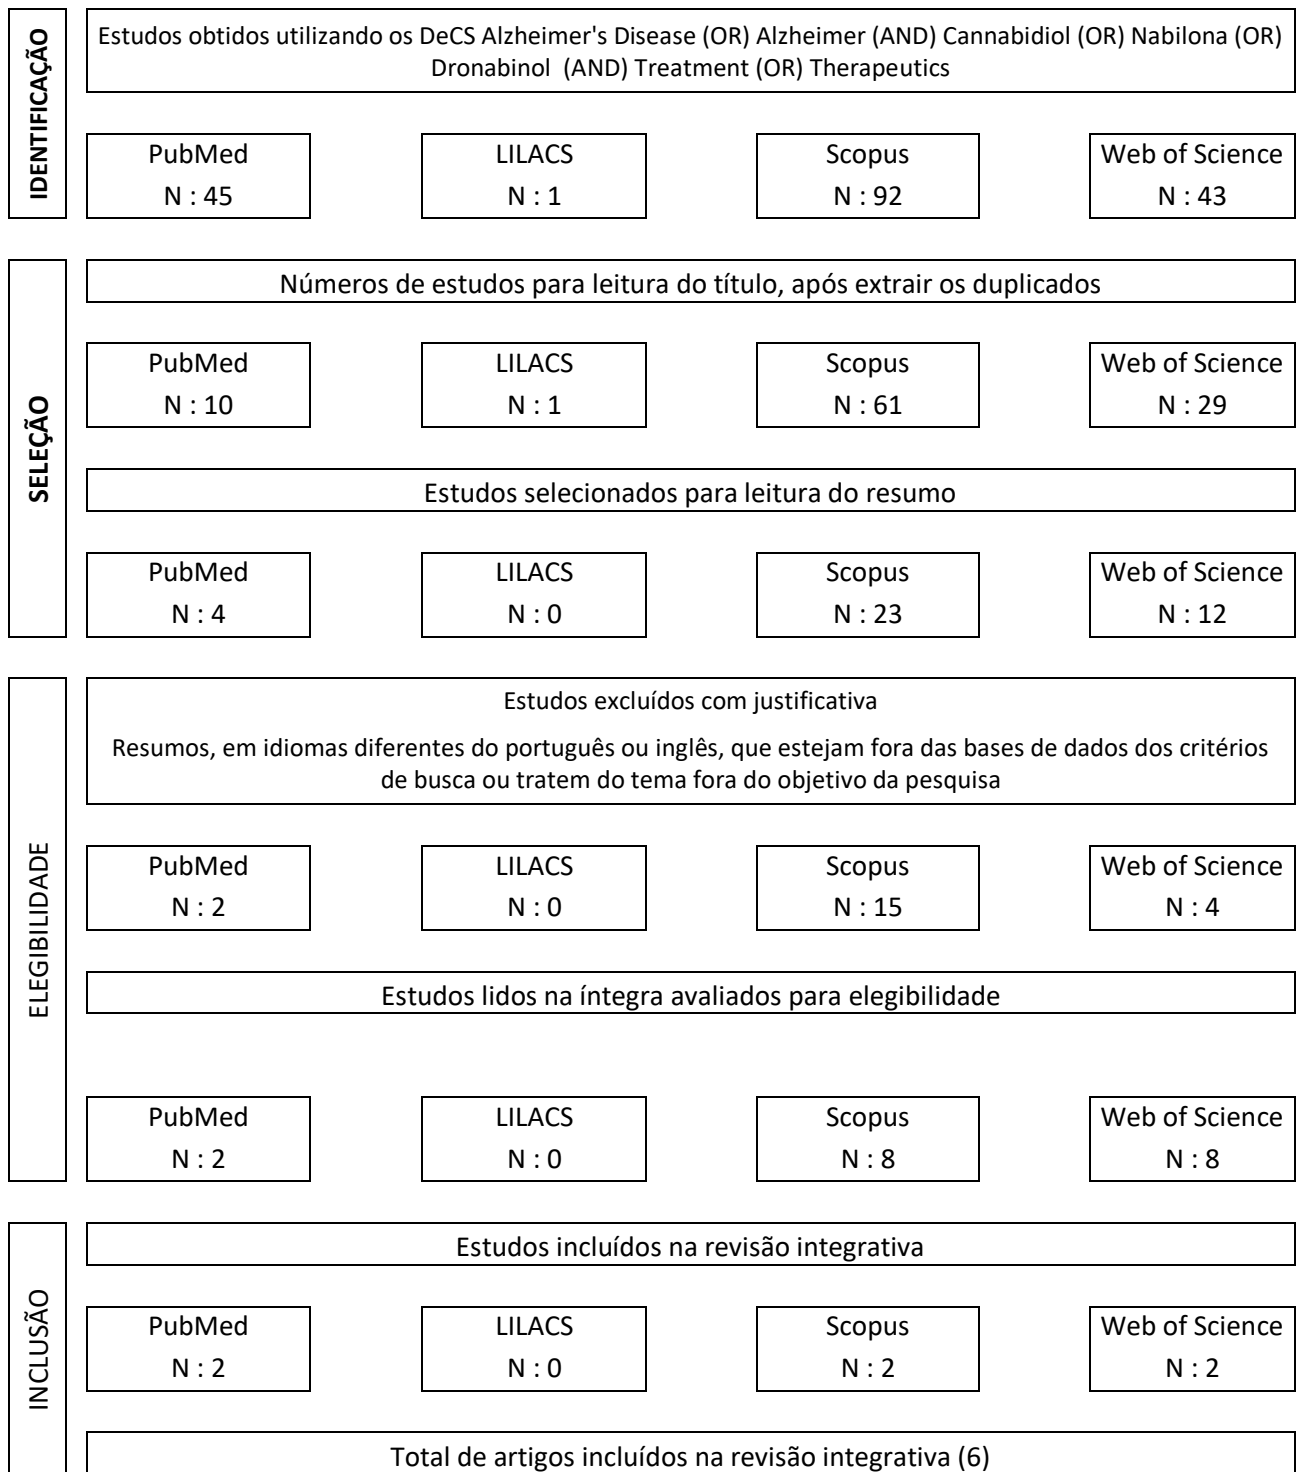 IDENTIFICAÇÃO
Estudos obtidos utilizando os DeCS Alzheimer's Disease (OR) Alzheimer (AND) Cannabidiol (OR) Nabilona (OR)
Dronabinol (AND) Treatment (OR) Therapeutics
PubMed
N : 45
LILACS
N : 1
Scopus
N : 92
Web of Science
N : 43
SELEÇÃO
Números de estudos para leitura do título, após extrair os duplicados
PubMed
N : 10
LILACS
N : 1
Scopus
N : 61
Web of Science
N : 29
Estudos selecionados para leitura do resumo
PubMed
N : 4
LILACS
N : 0
Scopus
N : 23
Web of Science
N : 12
ELEGIBILIDADE
Estudos excluídos com justificativa
Resumos, em idiomas diferentes do português ou inglês, que estejam fora das bases de dados dos critérios
de busca ou tratem do tema fora do objetivo da pesquisa
PubMed
N : 2
LILACS
N : 0
Scopus
N : 15
Web of Science
N : 4
Estudos lidos na íntegra avaliados para elegibilidade
PubMed
N : 2
LILACS
N : 0
Scopus
N : 8
Web of Science
N : 8
INCLUSÃO
Estudos incluídos na revisão integrativa
PubMed
N : 2
LILACS
N : 0
Scopus
N : 2
Web of Science
N : 2
Total de artigos incluídos na revisão integrativa (6)